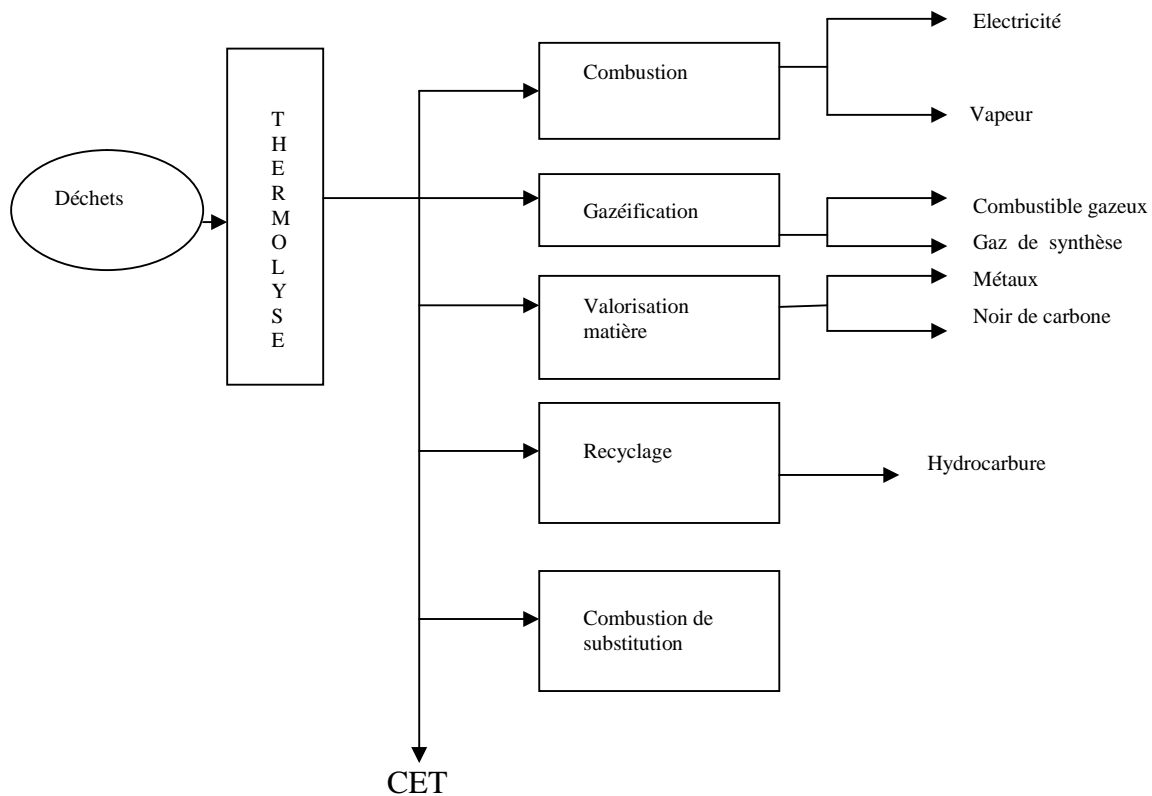 Déchets
THERMOLYSE
Combustion
Electricité
Vapeur
Gazéification
Combustible gazeux
Gaz de synthèse
Valorisation
matière
Métaux
Noir de carbone
Recyclage
Hydrocarbure
Combustion de
substitution
CET